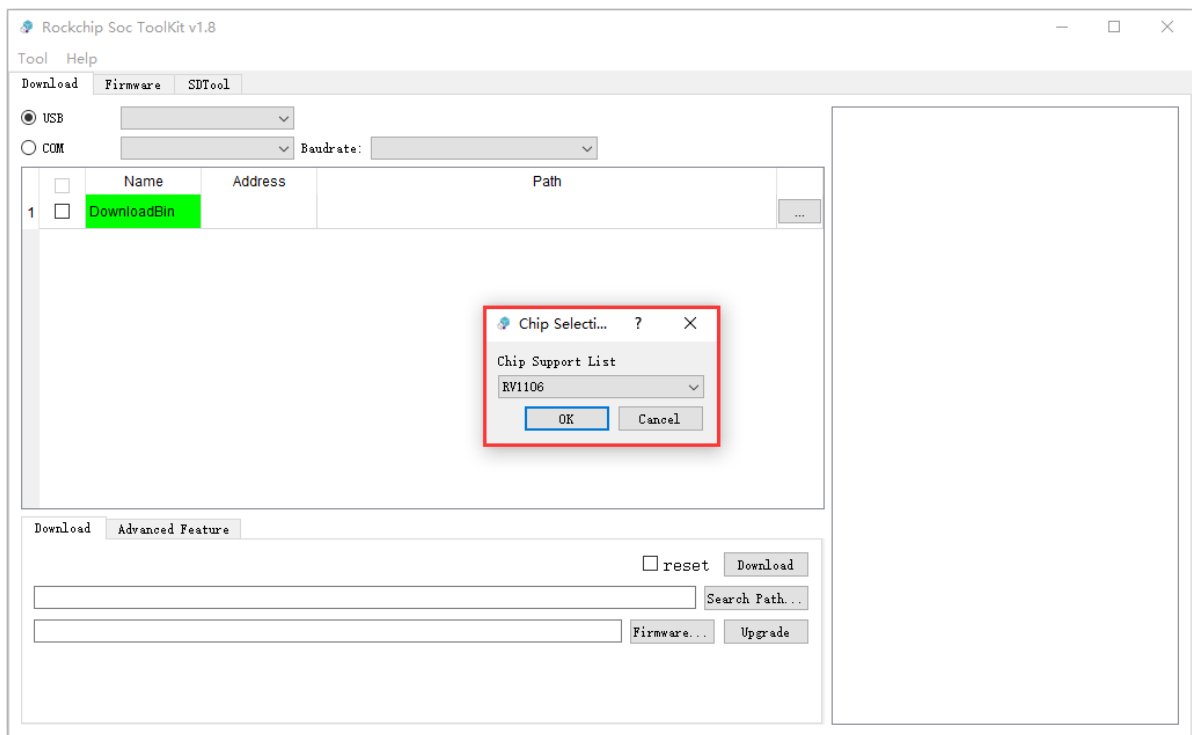 Rockchip Soc ToolKit v1.8
Tool Help
Download Firmware SDTool
USB
COM Baudrate:
Name Address Path
1 DownloadBin ...
Chip Selecti... ?
Chip Support List
RV1106
OK Cancel
Download Advanced Feature
reset Download
Search Path...
Firmware... Upgrade